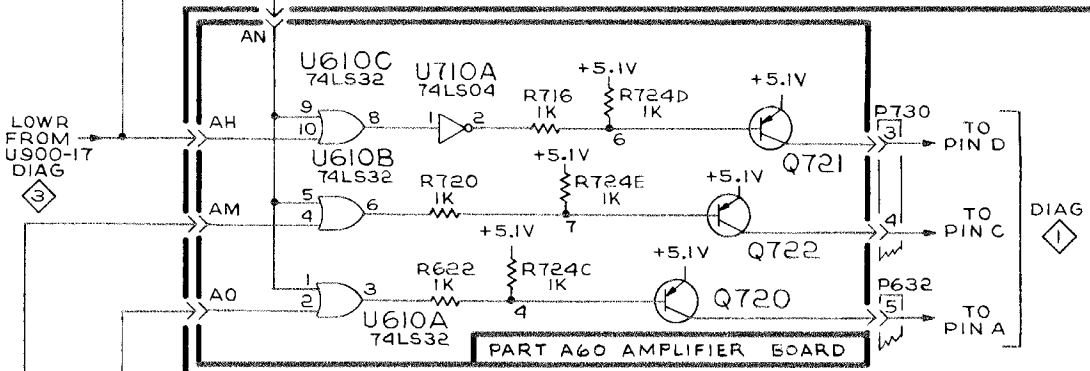 AN
U610C
74LS32
U710A
74LS04
+5.1V
+5.1V
R716
1K
R724D
1K
P730
LOWR
FROM
U900-17
DIAG
3
AH
9
10
8
1
2
6
3
TO
PIN D
Q721
U610B
74LS32
R720
1K
R724E
1K
+5.1V
AM
5
4
6
7
4
TO
PIN C
DIAG
1
+5.1V
Q722
+5.1V
R622
1K
R724C
1K
P632
AO
1
2
3
4
Q720
5
TO
PIN A
U610A
74LS32
PART A60 AMPLIFIER BOARD